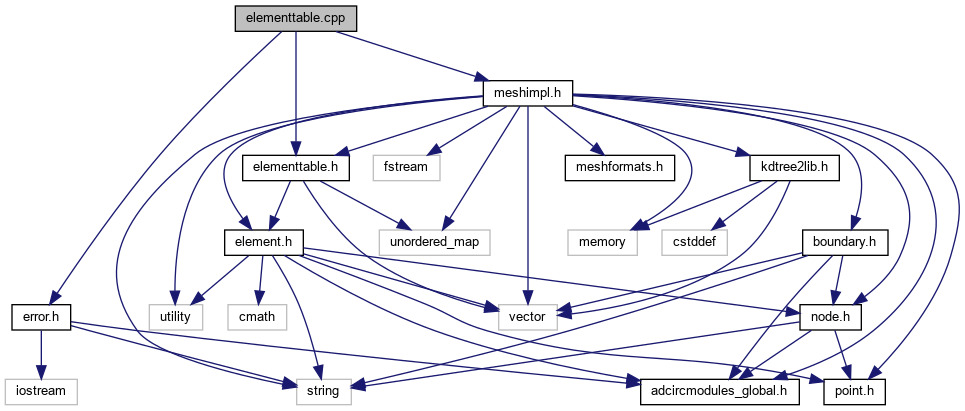 elementtable.cpp
meshimpl.h
elementtable.h
fstream
meshformats.h
kdtree2lib.h
element.h
unordered_map
memory
cstddef
boundary.h
error.h
utility
cmath
vector
node.h
iostream
string
adcircmodules_global.h
point.h